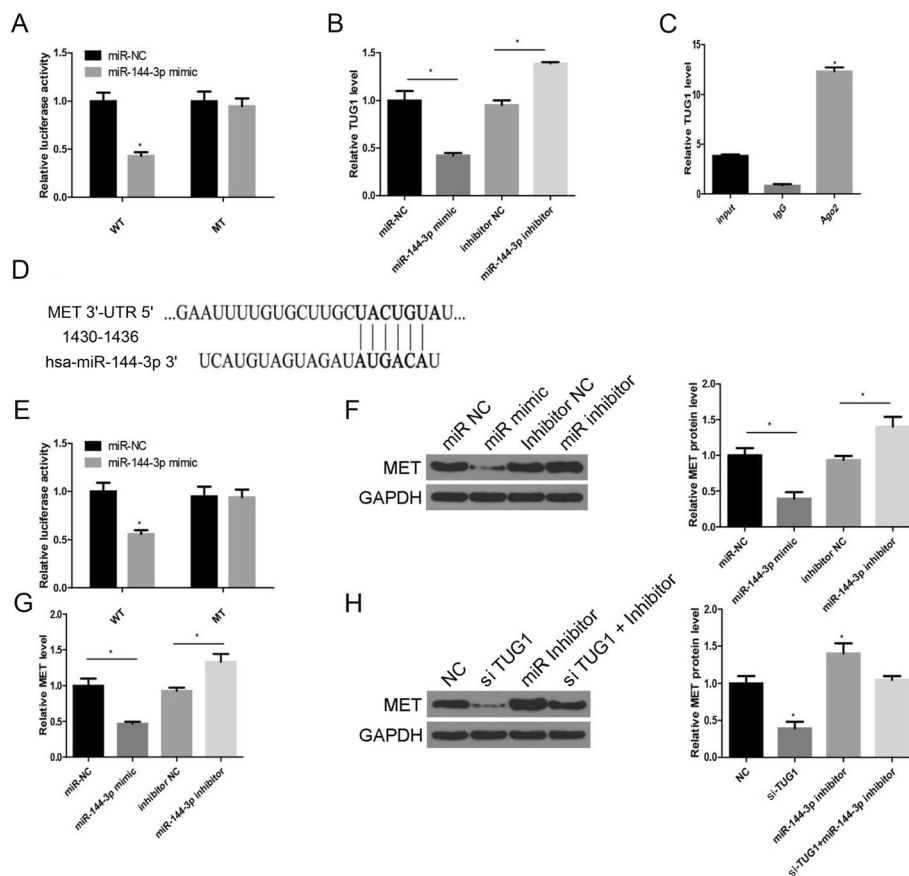 A
miR-NC
miR-144-3p mimic
Relative luciferase activity
1.5
1.0
0.5
0.0
*
WT
MT
B
Relative TUG1 level
1.5
1.0
0.5
0.0
*
*
miR-NC
miR-144-3p mimic
inhibitor NC
miR-144-3p inhibitor
C
Relative TUG1 level
15
10
5
0
*
input
IgG
Ago2
D
MET 3'-UTR 5' ...GAAUUUUGUGCUUGCUACUGUAU...
1430-1436
hsa-miR-144-3p 3' UCAUGUAGUAGAUAUGACAU
E
miR-NC
miR-144-3p mimic
Relative luciferase activity
1.5
1.0
0.5
0.0
*
WT
MT
F
miR NC
miR mimic
Inhibitor NC
miR inhibitor
MET
GAPDH
Relative MET protein level
2.0
1.5
1.0
0.5
0.0
*
*
miR-NC
miR-144-3p mimic
inhibitor NC
miR-144-3p inhibitor
G
Relative MET level
2.0
1.5
1.0
0.5
0.0
*
*
miR-NC
miR-144-3p mimic
inhibitor NC
miR-144-3p inhibitor
H
NC
si TUG1
miR Inhibitor
si TUG1 + Inhibitor
MET
GAPDH
Relative MET protein level
2.0
1.5
1.0
0.5
0.0
*
*
NC
si-TUG1
miR-144-3p inhibitor
si-TUG1+miR-144-3p inhibitor